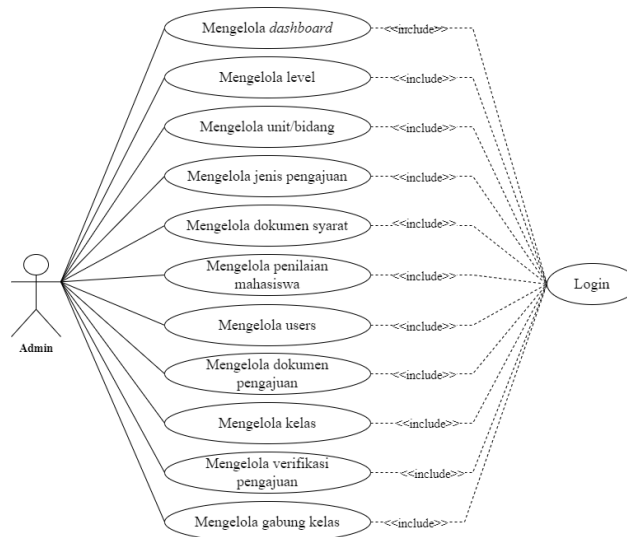 Mengelola dashboard
<<include>>
Mengelola level
<<include>>
Mengelola unit/bidang
<<include>>
Mengelola jenis pengajuan
<<include>>
Mengelola dokumen syarat
<<include>>
Mengelola penilaian
mahasiswa
<<include>>
Login
Mengelola users
<<include>>
Admin
Mengelola dokumen
pengajuan
<<include>>
Mengelola kelas
<<include>>
Mengelola verifikasi
pengajuan
<<include>>
Mengelola gabung kelas
<<include>>